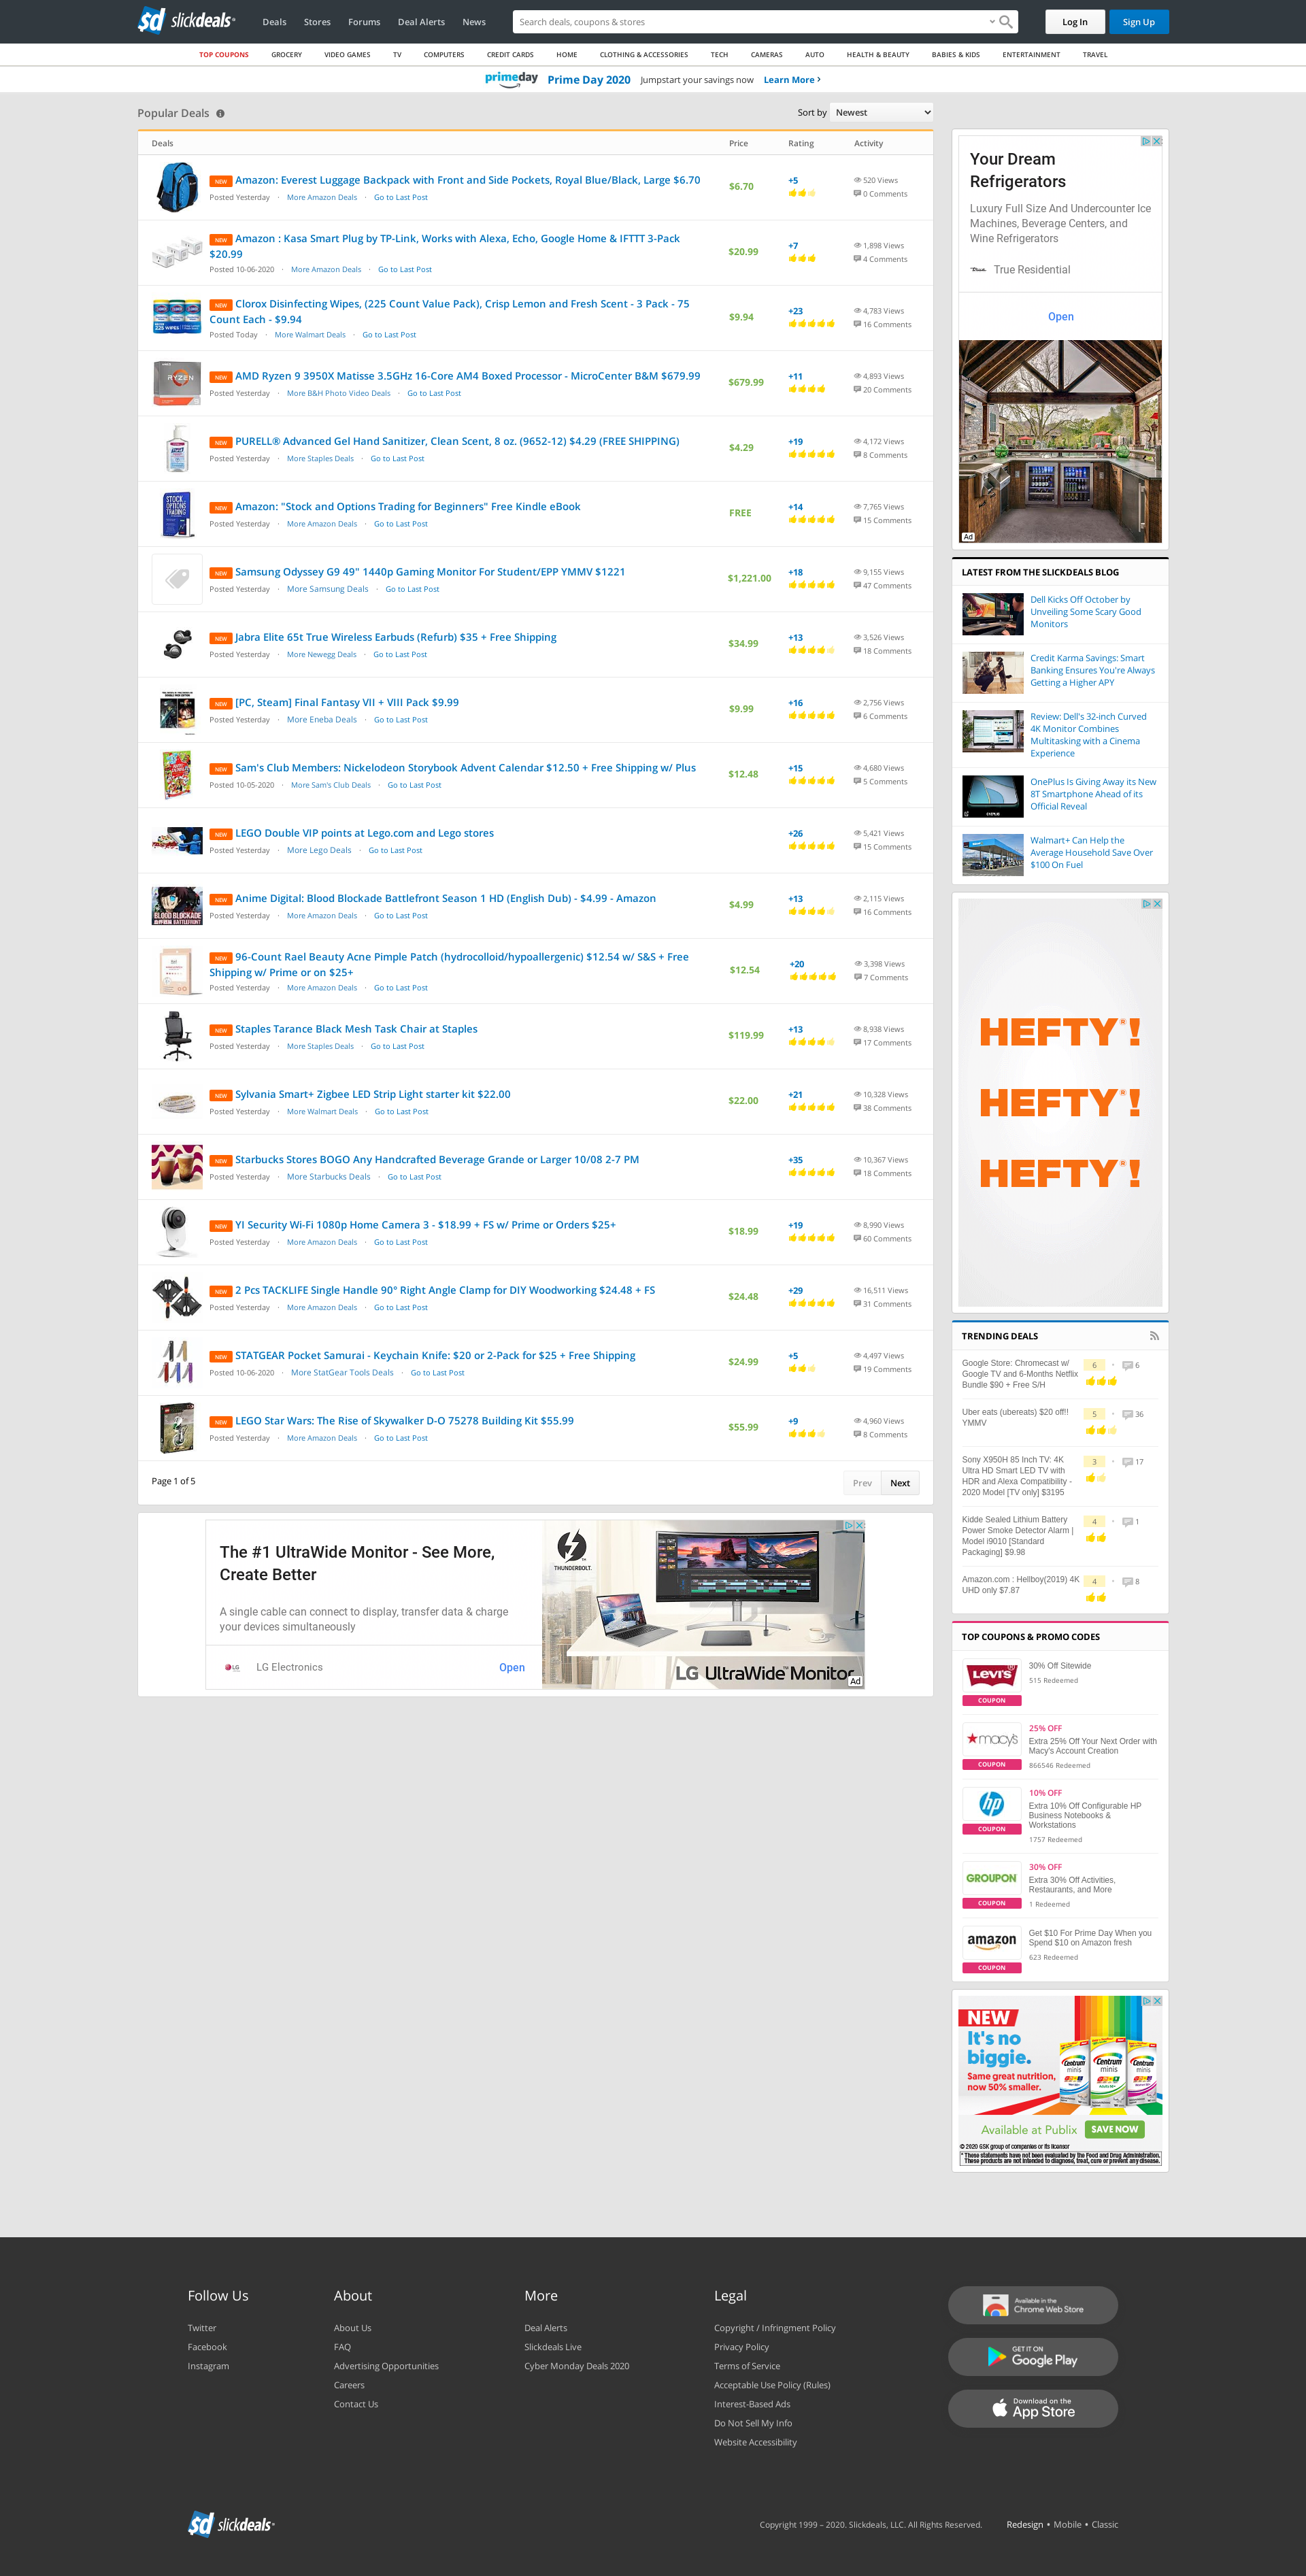 sd slickdeals
Deals Stores Forums Deal Alerts News
Search deals, coupons & stores
Log In Sign Up
TOP COUPONS GROCERY VIDEO GAMES TV COMPUTERS CREDIT CARDS HOME CLOTHING & ACCESSORIES TECH CAMERAS AUTO HEALTH & BEAUTY BABIES & KIDS ENTERTAINMENT TRAVEL
primeday Prime Day 2020 Jumpstart your savings now Learn More ›
Popular Deals
Sort by Newest
Deals Price Rating Activity
NEW Amazon: Everest Luggage Backpack with Front and Side Pockets, Royal Blue/Black, Large $6.70
Posted Yesterday · More Amazon Deals · Go to Last Post
$6.70
+5
520 Views
0 Comments
NEW Amazon : Kasa Smart Plug by TP-Link, Works with Alexa, Echo, Google Home & IFTTT 3-Pack
$20.99
Posted 10-06-2020 · More Amazon Deals · Go to Last Post
$20.99
+7
1,898 Views
4 Comments
NEW Clorox Disinfecting Wipes, (225 Count Value Pack), Crisp Lemon and Fresh Scent - 3 Pack - 75
Count Each - $9.94
Posted Today · More Walmart Deals · Go to Last Post
$9.94
+23
4,783 Views
16 Comments
NEW AMD Ryzen 9 3950X Matisse 3.5GHz 16-Core AM4 Boxed Processor - MicroCenter B&M $679.99
Posted Yesterday · More B&H Photo Video Deals · Go to Last Post
$679.99
+11
4,893 Views
20 Comments
NEW PURELL® Advanced Gel Hand Sanitizer, Clean Scent, 8 oz. (9652-12) $4.29 (FREE SHIPPING)
Posted Yesterday · More Staples Deals · Go to Last Post
$4.29
+19
4,172 Views
8 Comments
NEW Amazon: "Stock and Options Trading for Beginners" Free Kindle eBook
Posted Yesterday · More Amazon Deals · Go to Last Post
FREE
+14
7,765 Views
15 Comments
NEW Samsung Odyssey G9 49" 1440p Gaming Monitor For Student/EPP YMMV $1221
Posted Yesterday · More Samsung Deals · Go to Last Post
$1,221.00
+18
9,155 Views
47 Comments
NEW Jabra Elite 65t True Wireless Earbuds (Refurb) $35 + Free Shipping
Posted Yesterday · More Newegg Deals · Go to Last Post
$34.99
+13
3,526 Views
18 Comments
NEW [PC, Steam] Final Fantasy VII + VIII Pack $9.99
Posted Yesterday · More Eneba Deals · Go to Last Post
$9.99
+16
2,756 Views
6 Comments
NEW Sam's Club Members: Nickelodeon Storybook Advent Calendar $12.50 + Free Shipping w/ Plus
Posted 10-05-2020 · More Sam's Club Deals · Go to Last Post
$12.48
+15
4,680 Views
5 Comments
NEW LEGO Double VIP points at Lego.com and Lego stores
Posted Yesterday · More Lego Deals · Go to Last Post
+26
5,421 Views
15 Comments
BLOOD BLOCKADE
BATTLEFRONT
NEW Anime Digital: Blood Blockade Battlefront Season 1 HD (English Dub) - $4.99 - Amazon
Posted Yesterday · More Amazon Deals · Go to Last Post
$4.99
+13
2,115 Views
16 Comments
NEW 96-Count Rael Beauty Acne Pimple Patch (hydrocolloid/hypoallergenic) $12.54 w/ S&S + Free
Shipping w/ Prime or on $25+
Posted Yesterday · More Amazon Deals · Go to Last Post
$12.54
+20
3,398 Views
7 Comments
NEW Staples Tarance Black Mesh Task Chair at Staples
Posted Yesterday · More Staples Deals · Go to Last Post
$119.99
+13
8,938 Views
17 Comments
NEW Sylvania Smart+ Zigbee LED Strip Light starter kit $22.00
Posted Yesterday · More Walmart Deals · Go to Last Post
$22.00
+21
10,328 Views
38 Comments
NEW Starbucks Stores BOGO Any Handcrafted Beverage Grande or Larger 10/08 2-7 PM
Posted Yesterday · More Starbucks Deals · Go to Last Post
+35
10,367 Views
18 Comments
NEW YI Security Wi-Fi 1080p Home Camera 3 - $18.99 + FS w/ Prime or Orders $25+
Posted Yesterday · More Amazon Deals · Go to Last Post
$18.99
+19
8,990 Views
60 Comments
NEW 2 Pcs TACKLIFE Single Handle 90° Right Angle Clamp for DIY Woodworking $24.48 + FS
Posted Yesterday · More Amazon Deals · Go to Last Post
$24.48
+29
16,511 Views
31 Comments
NEW STATGEAR Pocket Samurai - Keychain Knife: $20 or 2-Pack for $25 + Free Shipping
Posted 10-06-2020 · More StatGear Tools Deals · Go to Last Post
$24.99
+5
4,497 Views
19 Comments
NEW LEGO Star Wars: The Rise of Skywalker D-O 75278 Building Kit $55.99
Posted Yesterday · More Amazon Deals · Go to Last Post
$55.99
+9
4,960 Views
8 Comments
Page 1 of 5
Prev Next
The #1 UltraWide Monitor - See More,
Create Better
A single cable can connect to display, transfer data & charge
your devices simultaneously
LG LG Electronics Open
THUNDERBOLT.
LG UltraWide™ Monitor
Ad
Your Dream
Refrigerators
Luxury Full Size And Undercounter Ice
Machines, Beverage Centers, and
Wine Refrigerators
True Residential
Open
Ad
LATEST FROM THE SLICKDEALS BLOG
Dell Kicks Off October by
Unveiling Some Scary Good
Monitors
Credit Karma Savings: Smart
Banking Ensures You're Always
Getting a Higher APY
Review: Dell's 32-inch Curved
4K Monitor Combines
Multitasking with a Cinema
Experience
OnePlus Is Giving Away its New
8T Smartphone Ahead of its
Official Reveal
Walmart+ Can Help the
Average Household Save Over
$100 On Fuel
HEFTY®!
HEFTY®!
HEFTY®!
TRENDING DEALS
Google Store: Chromecast w/
Google TV and 6-Months Netflix
Bundle $90 + Free S/H
6 · 6
Uber eats (ubereats) $20 off!!
YMMV
5 · 36
Sony X950H 85 Inch TV: 4K
Ultra HD Smart LED TV with
HDR and Alexa Compatibility -
2020 Model [TV only] $3195
3 · 17
Kidde Sealed Lithium Battery
Power Smoke Detector Alarm |
Model i9010 [Standard
Packaging] $9.98
4 · 1
Amazon.com : Hellboy(2019) 4K
UHD only $7.87
4 · 8
TOP COUPONS & PROMO CODES
LEVI'S
COUPON
30% Off Sitewide
515 Redeemed
macy's
COUPON
25% OFF
Extra 25% Off Your Next Order with
Macy's Account Creation
866546 Redeemed
hp
COUPON
10% OFF
Extra 10% Off Configurable HP
Business Notebooks &
Workstations
1757 Redeemed
GROUPON
COUPON
30% OFF
Extra 30% Off Activities,
Restaurants, and More
1 Redeemed
amazon
COUPON
Get $10 For Prime Day When you
Spend $10 on Amazon fresh
623 Redeemed
NEW
It's no
biggie.
Same great nutrition,
now 50% smaller.
Centrum minis Centrum minis Centrum minis
Available at Publix SAVE NOW
© 2020 GSK group of companies or its licensor
* These statements have not been evaluated by the Food and Drug Administration.
These products are not intended to diagnose, treat, cure or prevent any disease.
Follow Us
Twitter
Facebook
Instagram
About
About Us
FAQ
Advertising Opportunities
Careers
Contact Us
More
Deal Alerts
Slickdeals Live
Cyber Monday Deals 2020
Legal
Copyright / Infringment Policy
Privacy Policy
Terms of Service
Acceptable Use Policy (Rules)
Interest-Based Ads
Do Not Sell My Info
Website Accessibility
Available in the
Chrome Web Store
GET IT ON
Google Play
Download on the
App Store
sd slickdeals
Copyright 1999 – 2020. Slickdeals, LLC. All Rights Reserved. Redesign • Mobile • Classic